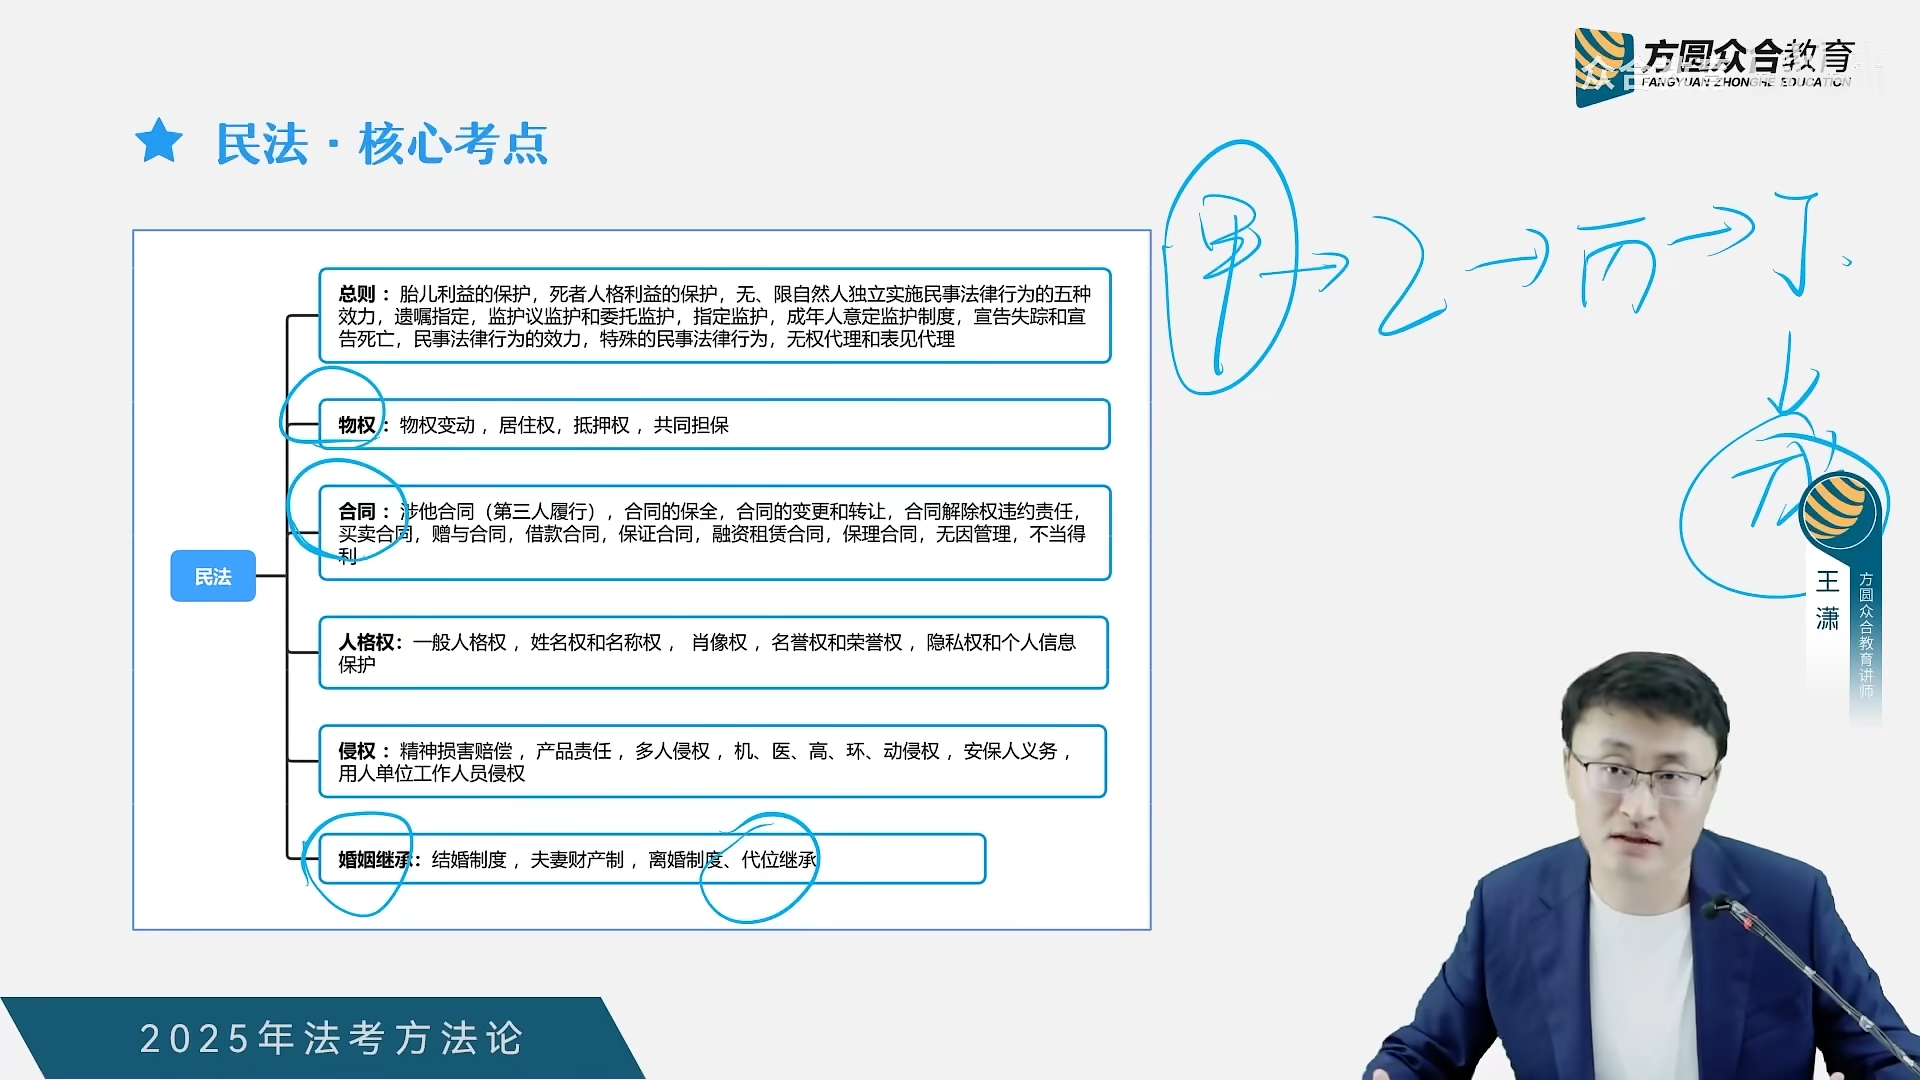 方圆众合教育
FANGYUAN ZHONGHE EDUCATION
民法·核心考点
甲→乙→丙→丁
总则：胎儿利益的保护，死者人格利益的保护，无、限自然人独立实施民事法律行为的五种
效力，遗嘱指定，监护议监护和委托监护，指定监护，成年人意定监护制度，宣告失踪和宣
告死亡，民事法律行为的效力，特殊的民事法律行为，无权代理和表见代理
物权：物权变动，居住权，抵押权，共同担保
合同：涉他合同（第三人履行），合同的保全，合同的变更和转让，合同解除权违约责任，
买卖合同，赠与合同，借款合同，保证合同，融资租赁合同，保理合同，无因管理，不当得
利
民法
人格权：一般人格权，姓名权和名称权，肖像权，名誉权和荣誉权，隐私权和个人信息
保护
侵权：精神损害赔偿，产品责任，多人侵权，机、医、高、环、动侵权，安保人义务，
用人单位工作人员侵权
婚姻继承：结婚制度，夫妻财产制，离婚制度、代位继承
王潇
方圆众合教育讲师
2025年法考方法论